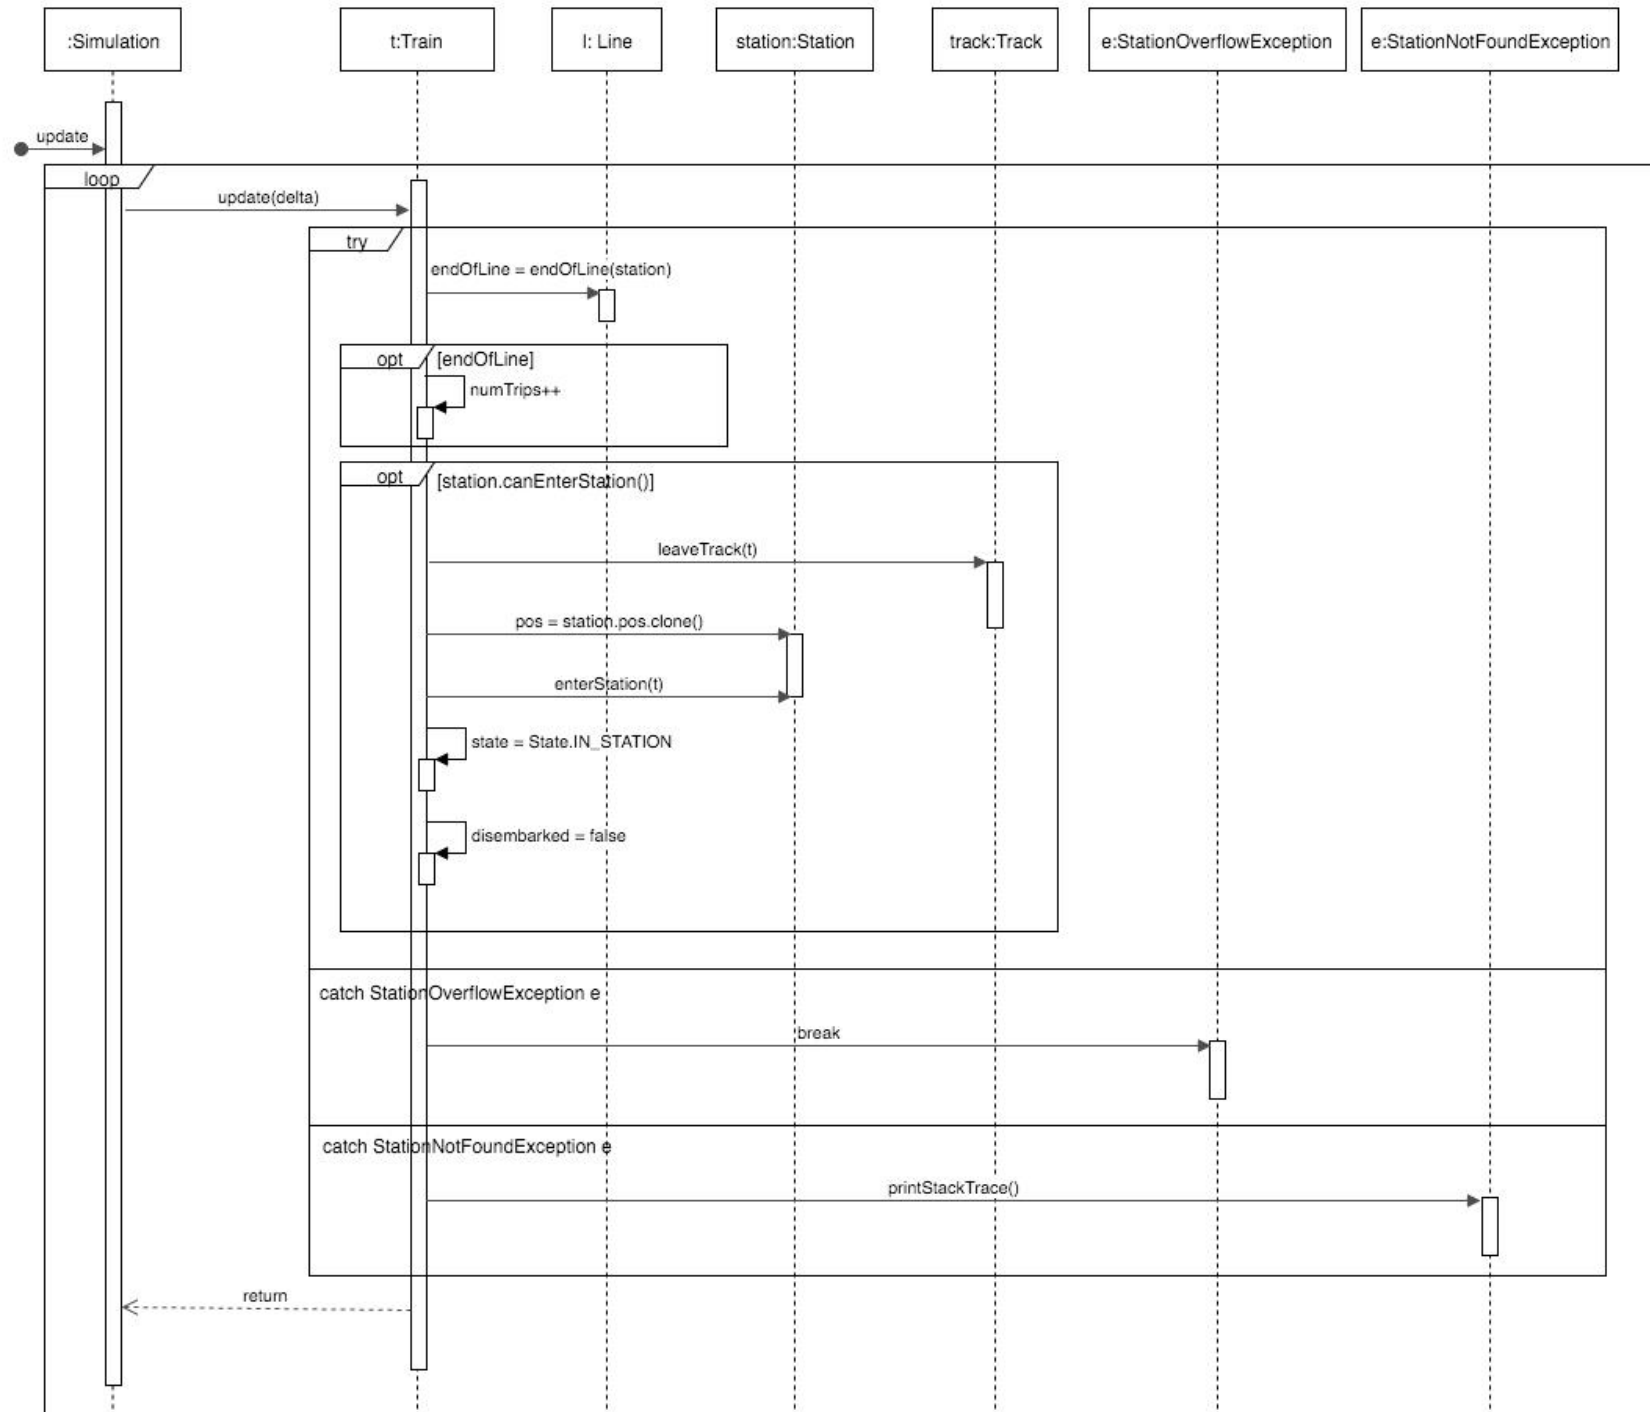 :Simulation
t:Train
l: Line
station:Station
track:Track
e:StationOverflowException
e:StationNotFoundException
update
loop
update(delta)
try
endOfLine = endOfLine(station)
opt
[endOfLine]
numTrips++
opt
[station.canEnterStation()]
leaveTrack(t)
pos = station.pos.clone()
enterStation(t)
state = State.IN_STATION
disembarked = false
catch StationOverflowException e
break
catch StationNotFoundException e
printStackTrace()
return